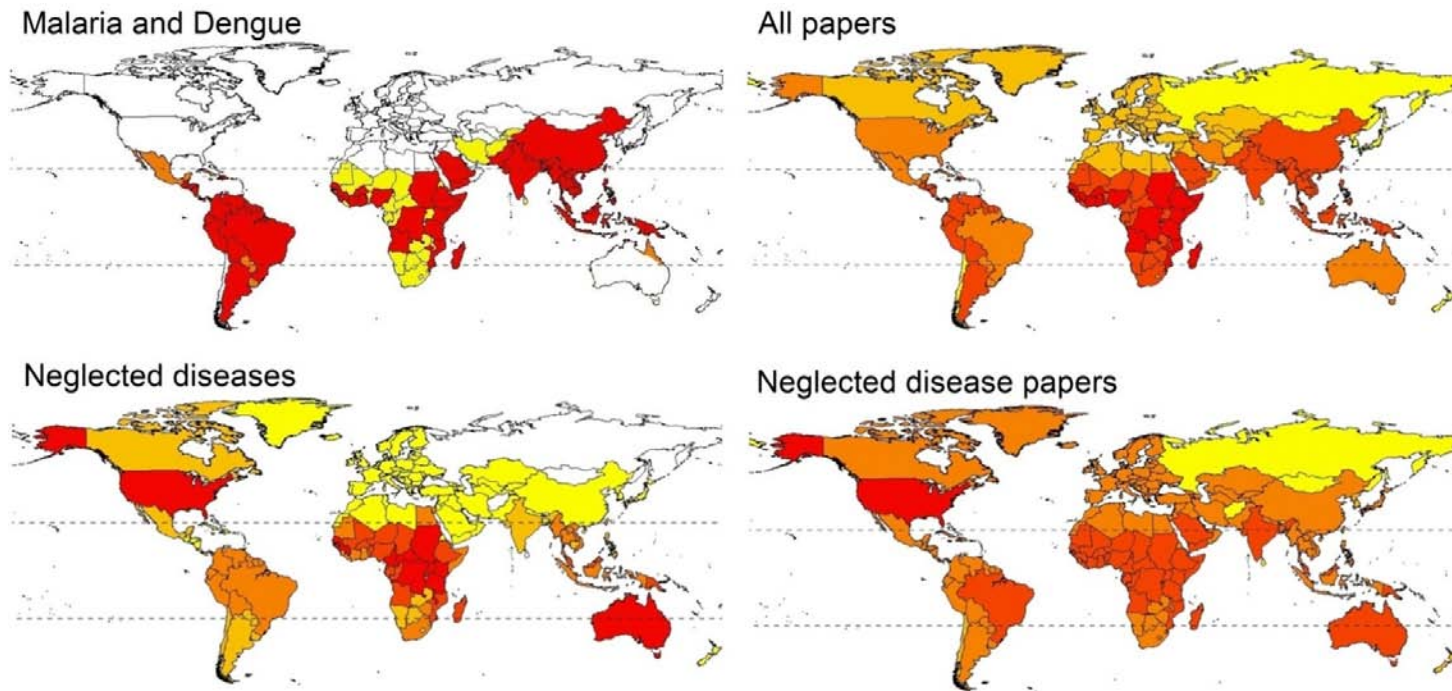 Malaria and Dengue
All papers
Neglected diseases
Neglected disease papers